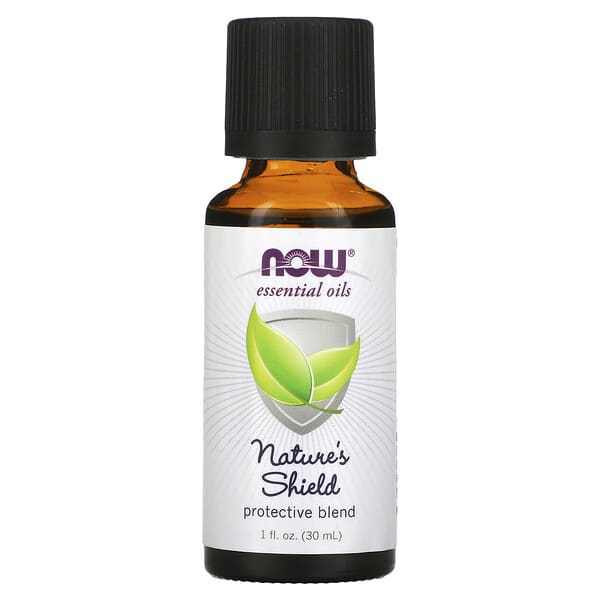 NOW®
essential oils
Nature's
Shield
protective blend
1 fl. oz. (30 mL)